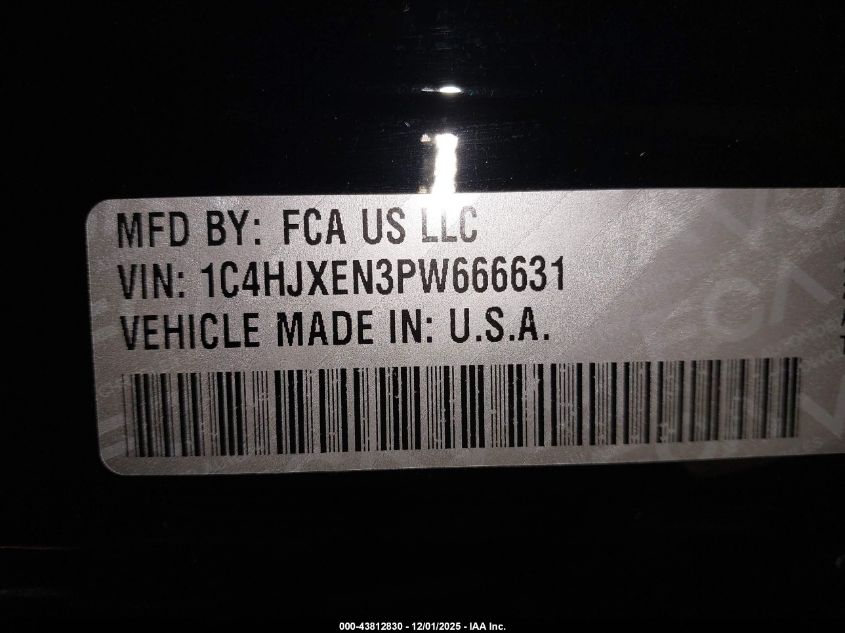 MFD BY: FCA US LLC
VIN: 1C4HJXEN3PW666631
VEHICLE MADE IN: U.S.A.
000-43812830 - 12/01/2025 - IAA Inc.